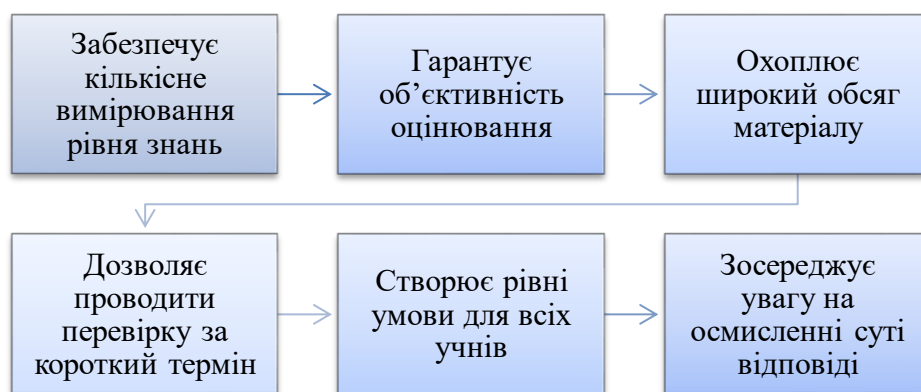 Забезпечує
кількісне
вимірювання
рівня знань
Гарантує
об’єктивність
оцінювання
Охоплює
широкий обсяг
матеріалу
Дозволяє
проводити
перевірку за
короткий термін
Створює рівні
умови для всіх
учнів
Зосереджує
увагу на
осмисленні суті
відповіді